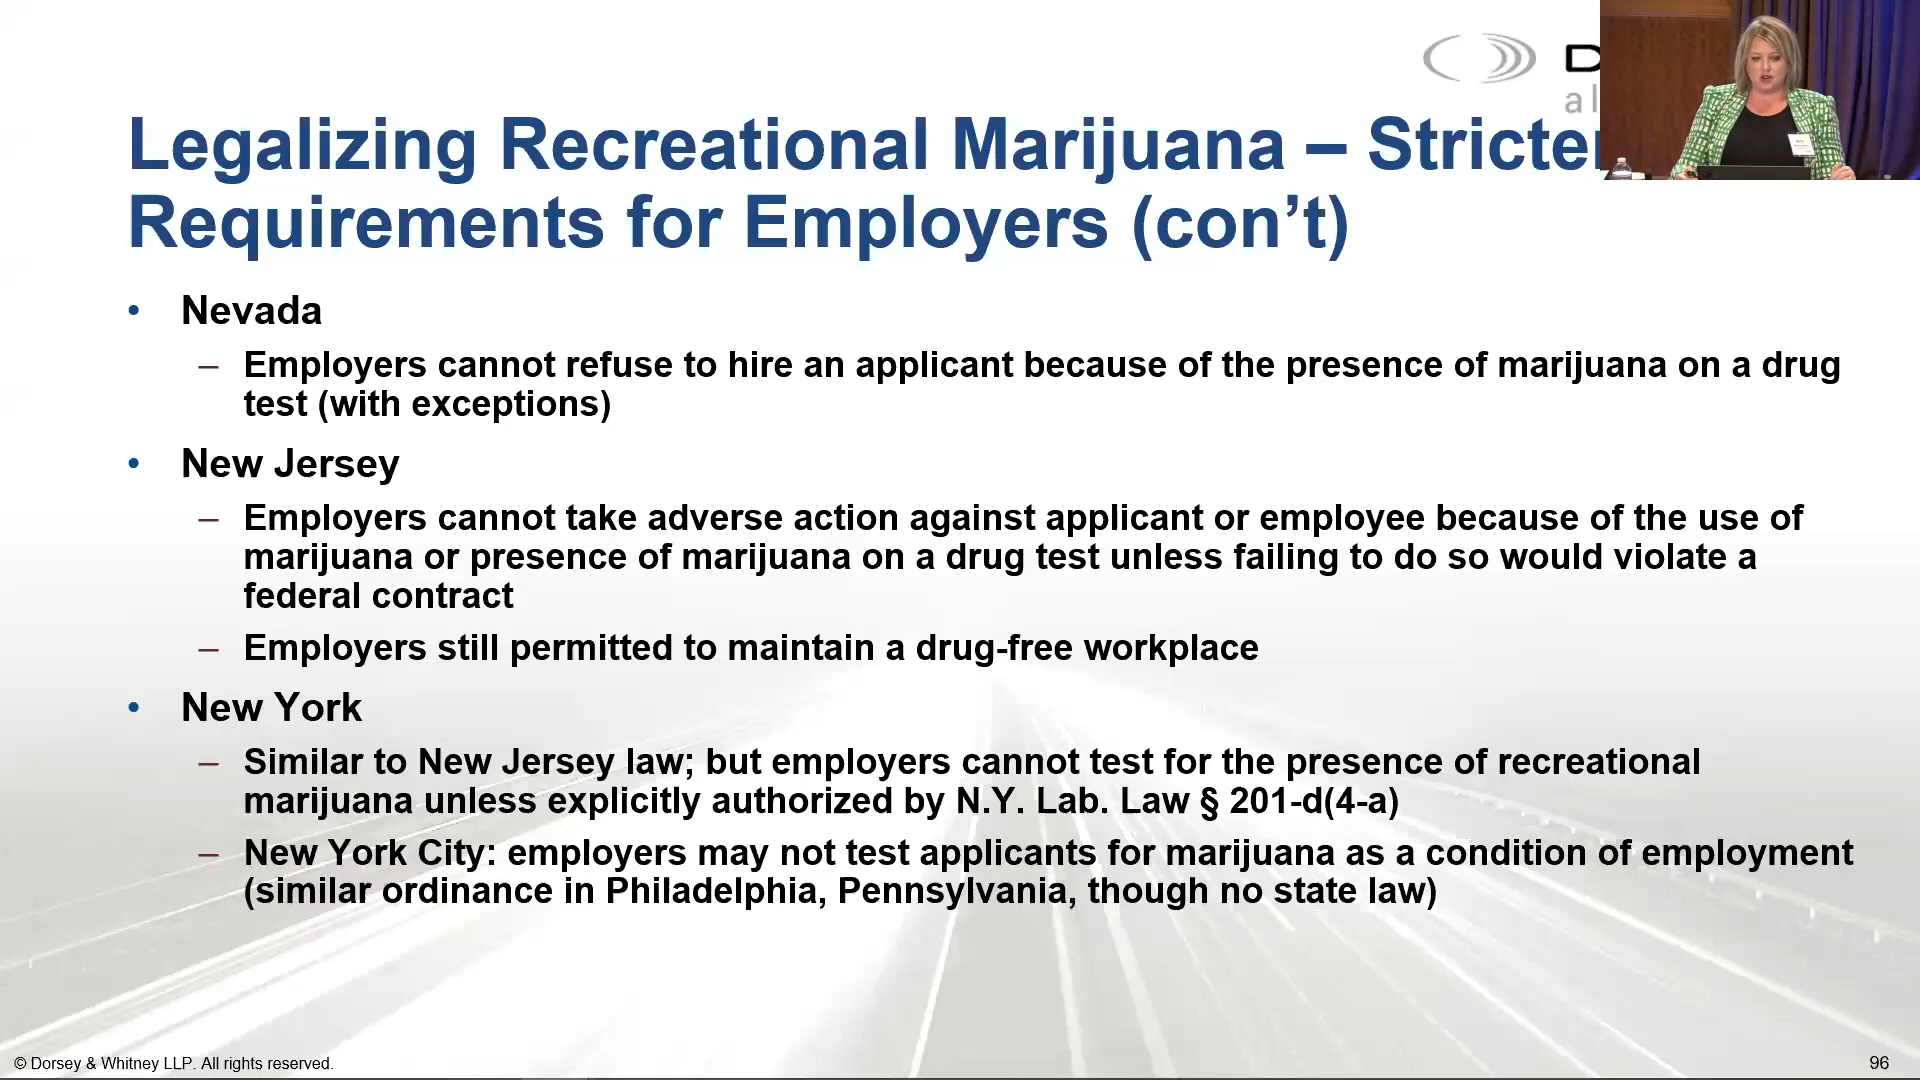 Legalizing Recreational Marijuana – Stricter
Requirements for Employers (con’t)
• Nevada
– Employers cannot refuse to hire an applicant because of the presence of marijuana on a drug
test (with exceptions)
• New Jersey
– Employers cannot take adverse action against applicant or employee because of the use of
marijuana or presence of marijuana on a drug test unless failing to do so would violate a
federal contract
– Employers still permitted to maintain a drug-free workplace
• New York
– Similar to New Jersey law; but employers cannot test for the presence of recreational
marijuana unless explicitly authorized by N.Y. Lab. Law § 201-d(4-a)
– New York City: employers may not test applicants for marijuana as a condition of employment
(similar ordinance in Philadelphia, Pennsylvania, though no state law)
© Dorsey & Whitney LLP. All rights reserved.
96